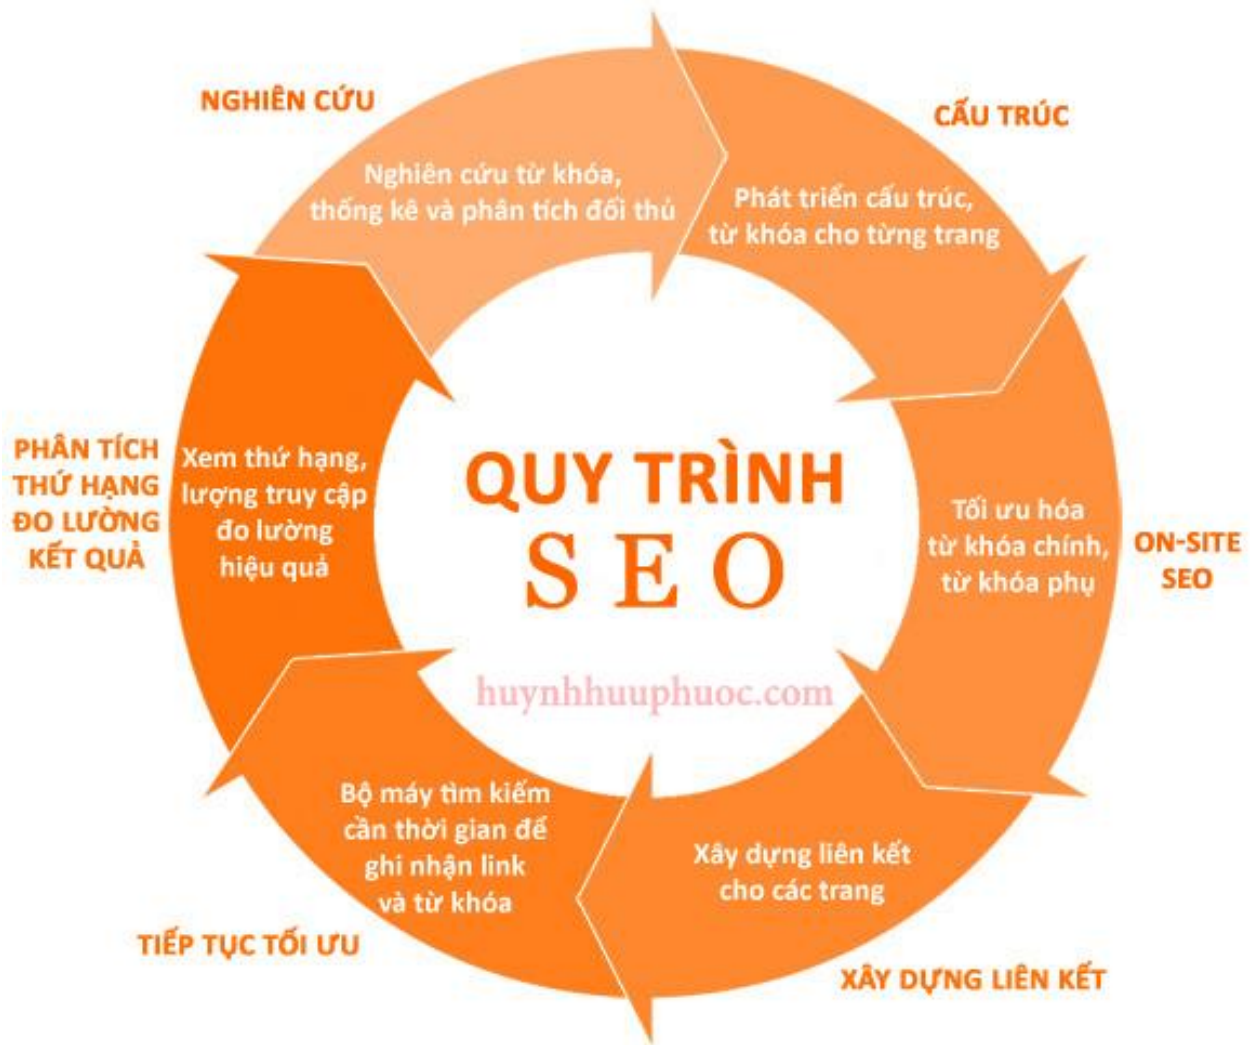 NGHIÊN CỨU
Nghiên cứu từ khóa,
thống kê và phân tích đối thủ
CẤU TRÚC
Phát triển cấu trúc,
từ khóa cho từng trang
ON-SITE
SEO
Tối ưu hóa
từ khóa chính,
từ khóa phụ
XÂY DỰNG LIÊN KẾT
Xây dựng liên kết
cho các trang
TIẾP TỤC TỐI ƯU
Bộ máy tìm kiếm
cần thời gian để
ghi nhận link
và từ khóa
PHÂN TÍCH
THỨ HẠNG
ĐO LƯỜNG
KẾT QUẢ
Xem thứ hạng,
lượng truy cập
đo lường
hiệu quả
QUY TRÌNH
SEO
huynhhuuphuoc.com